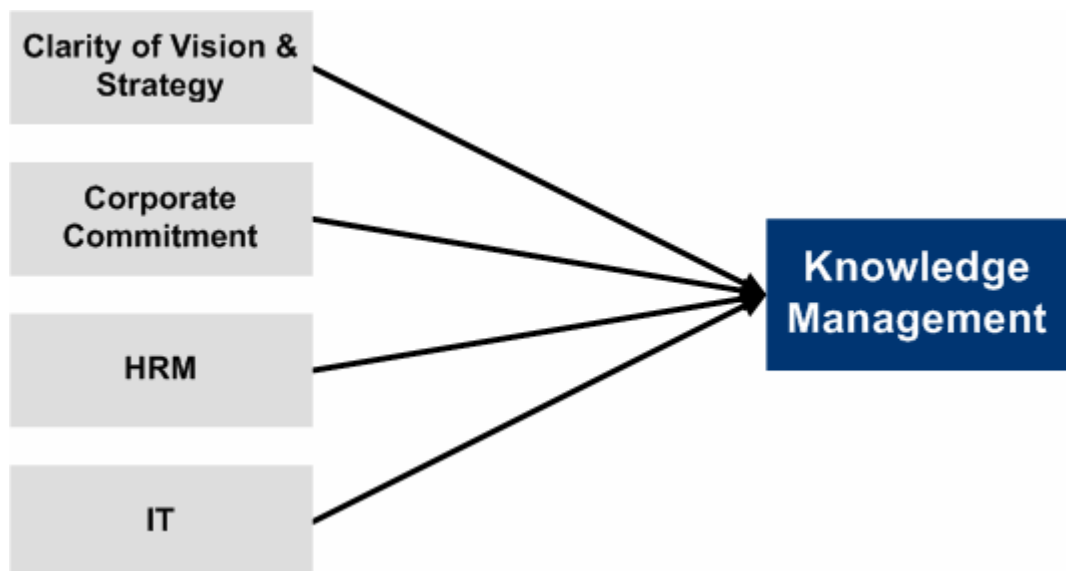 Clarity of Vision &
Strategy
Corporate
Commitment
HRM
IT
Knowledge
Management